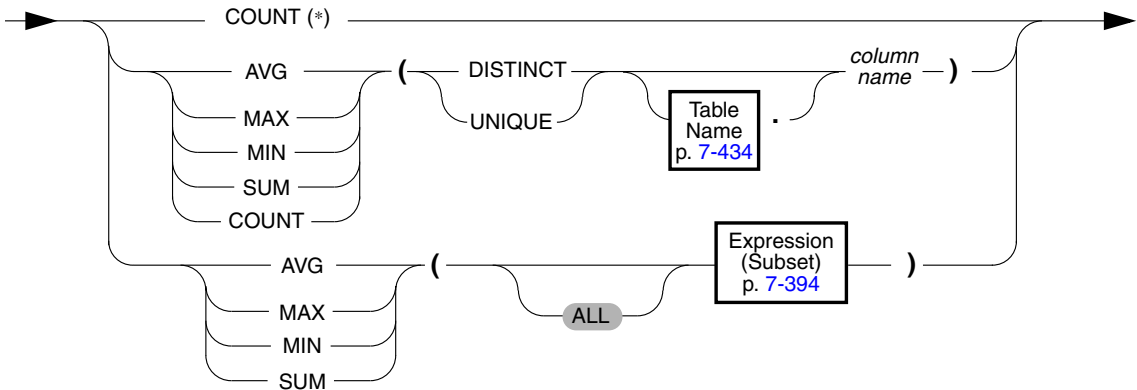 COUNT (*)
AVG
MAX
MIN
SUM
COUNT
(
DISTINCT
UNIQUE
Table
Name
p. 7-434
.
column
name
)
AVG
MAX
MIN
SUM
(
ALL
Expression
(Subset)
p. 7-394
)